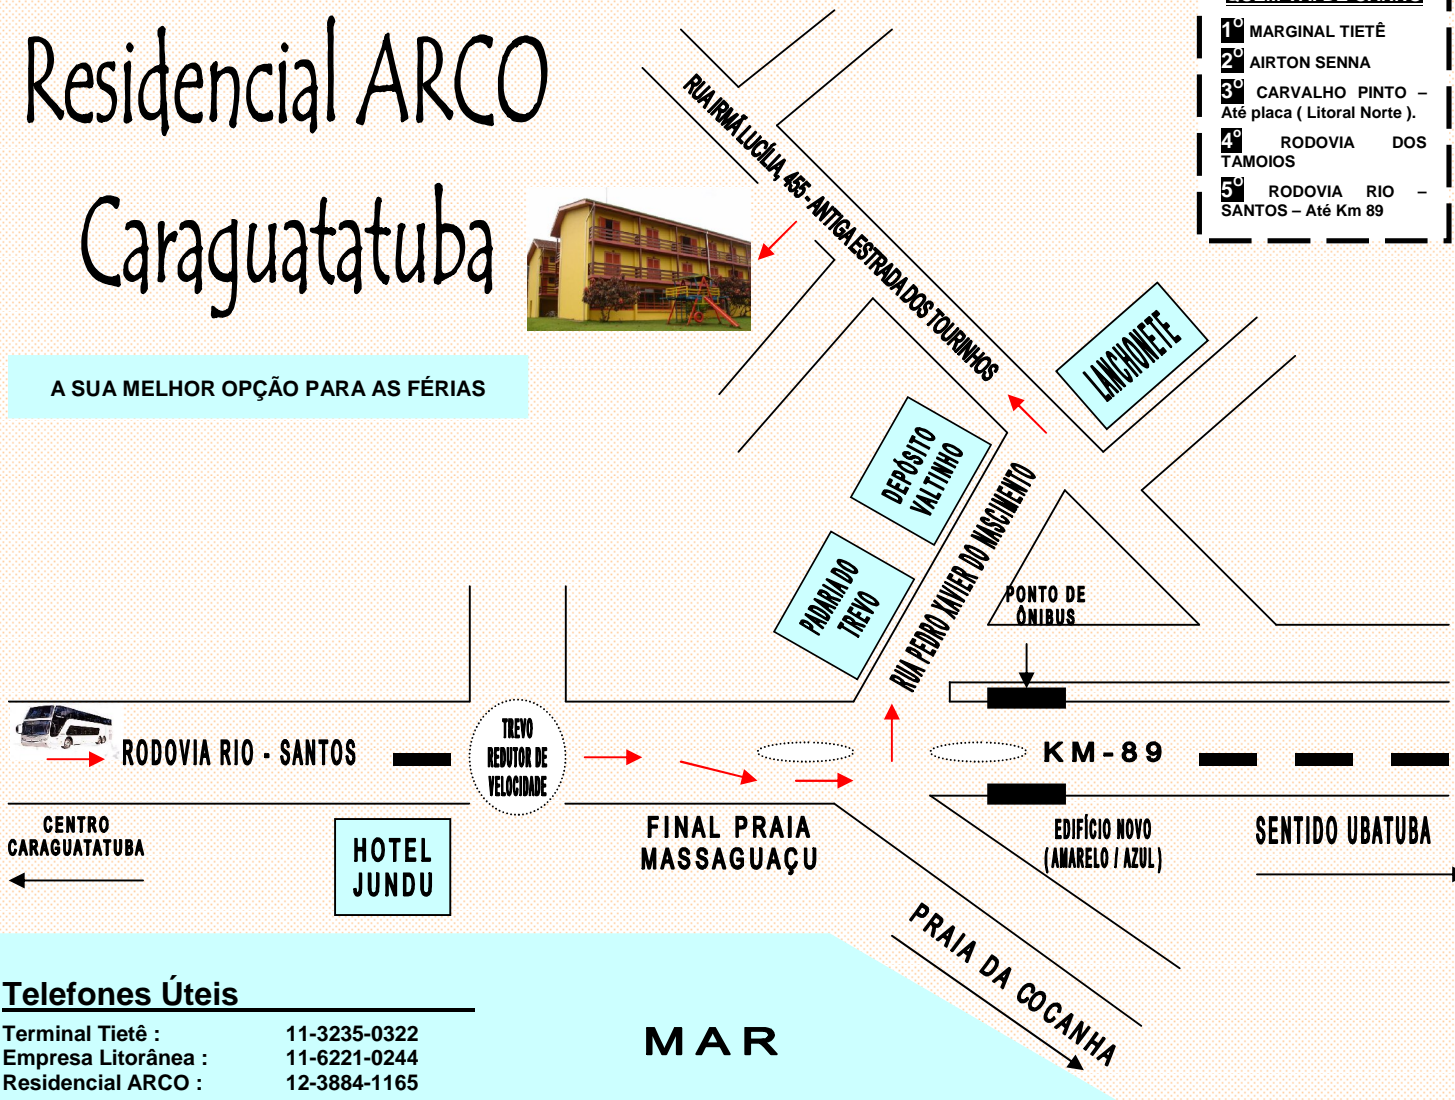 Residencial ARCO
Caraguatatuba
A SUA MELHOR OPÇÃO PARA AS FÉRIAS
1º MARGINAL TIETÊ
2º AIRTON SENNA
3º CARVALHO PINTO –
Até placa ( Litoral Norte ).
4º RODOVIA DOS
TAMOIOS
5º RODOVIA RIO –
SANTOS – Até Km 89
RUA IRMÃ LUCÍLIA, 455 - ANTIGA ESTRADA DOS TOURINHOS
LANCHONETE
DEPÓSITO
VALTINHO
PADARIA DO
TREVO
RUA PEDRO XAVIER DO NASCIMENTO
PONTO DE
ÔNIBUS
RODOVIA RIO - SANTOS
TREVO
REDUTOR DE
VELOCIDADE
KM-89
CENTRO
CARAGUATATUBA
HOTEL
JUNDU
FINAL PRAIA
MASSAGUAÇU
EDIFÍCIO NOVO
(AMARELO / AZUL)
SENTIDO UBATUBA
PRAIA DA COCANHA
MAR
Telefones Úteis
Terminal Tietê : 11-3235-0322
Empresa Litorânea : 11-6221-0244
Residencial ARCO : 12-3884-1165